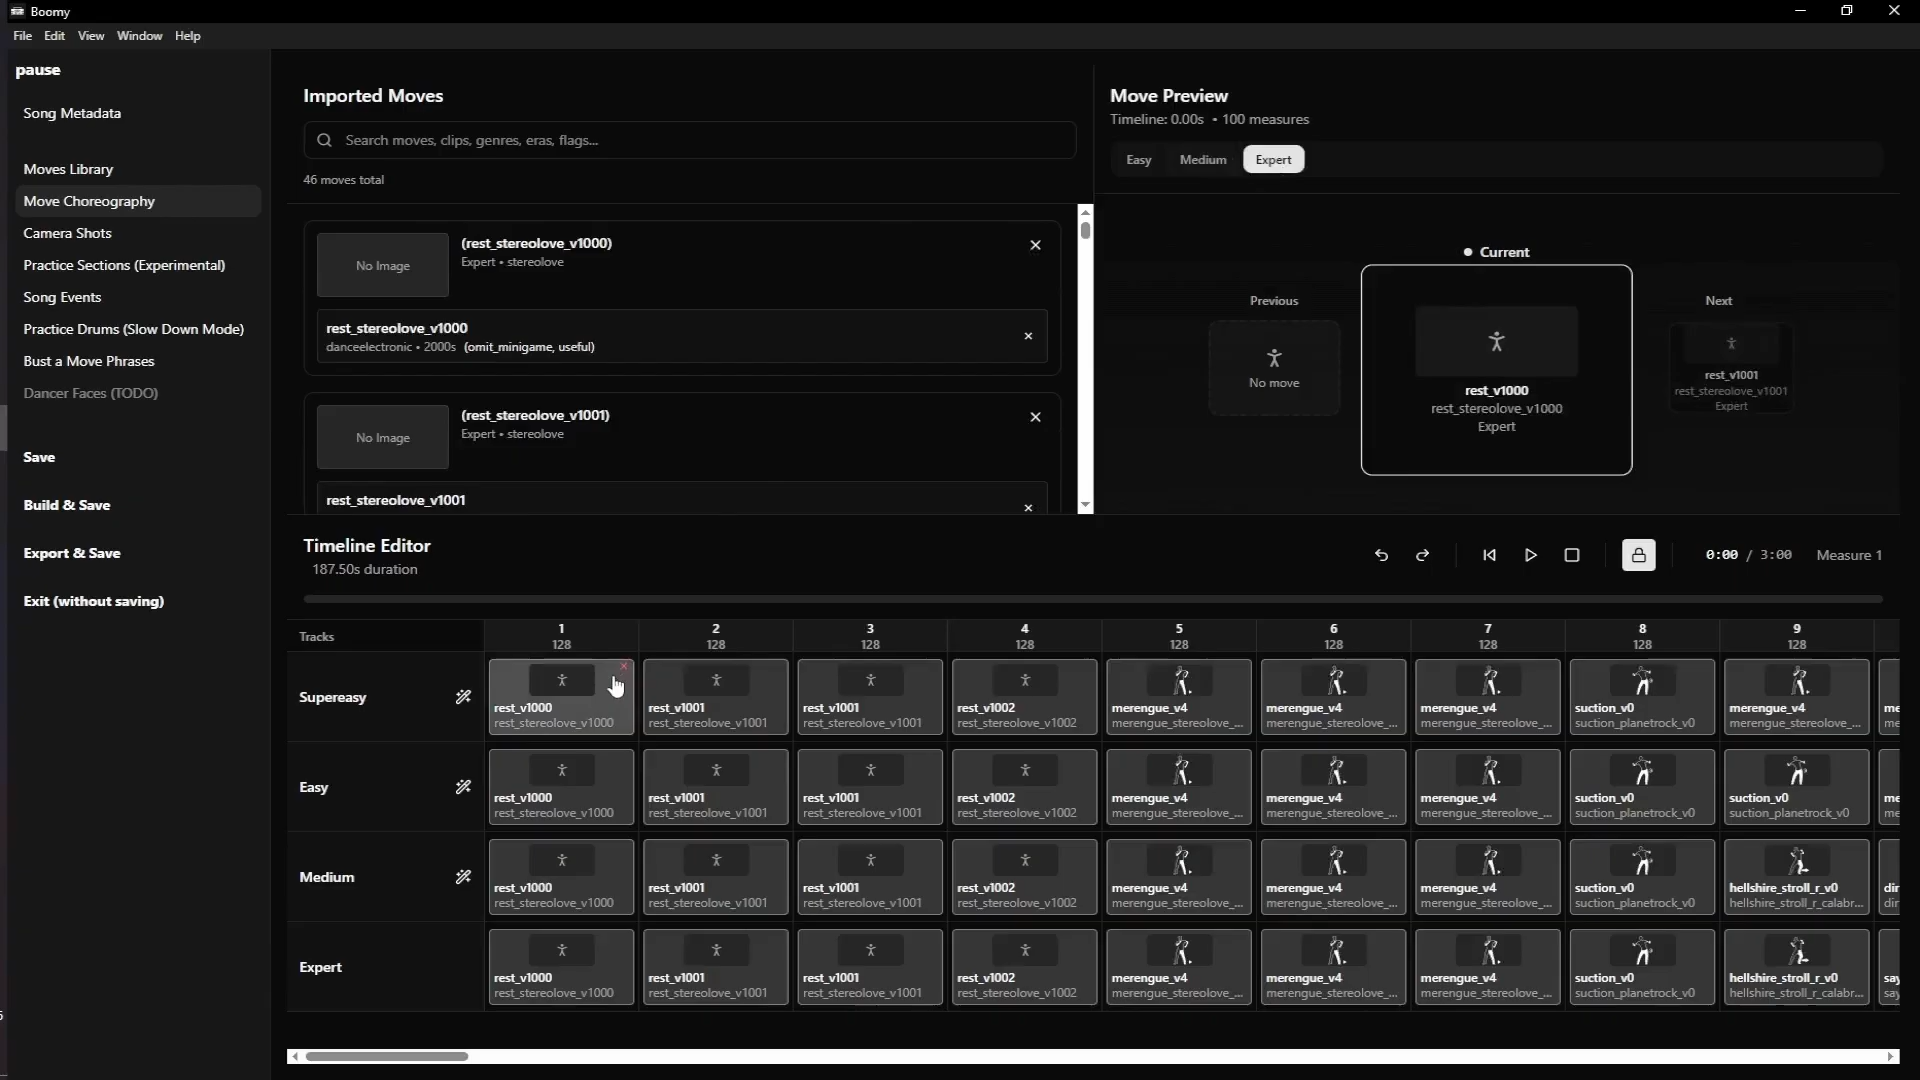 Boomy
File Edit View Window Help
pause
Song Metadata
Moves Library
Move Choreography
Camera Shots
Practice Sections (Experimental)
Song Events
Practice Drums (Slow Down Mode)
Bust a Move Phrases
Dancer Faces (TODO)
Save
Build & Save
Export & Save
Exit (without saving)
Imported Moves
Search moves, clips, genres, eras, flags...
46 moves total
No Image
(rest_stereolove_v1000)
Expert • stereolove
rest_stereolove_v1000
danceelectronic • 2000s (omit_minigame, useful)
No Image
(rest_stereolove_v1001)
Expert • stereolove
rest_stereolove_v1001
Move Preview
Timeline: 0.00s • 100 measures
Easy Medium Expert
Previous
No move
Current
rest_v1000
rest_stereolove_v1000
Expert
Next
rest_v1001
rest_stereolove_v1001
Expert
Timeline Editor
187.50s duration
0:00 / 3:00 Measure 1
Tracks 1 2 3 4 5 6 7 8 9
128 128 128 128 128 128 128 128 128
Supereasy
rest_v1000 rest_v1001 rest_v1001 rest_v1002 merengue_v4 merengue_v4 merengue_v4 suction_v0 merengue_v4 me
rest_stereolove_v1000 rest_stereolove_v1001 rest_stereolove_v1001 rest_stereolove_v1002 merengue_stereolove_... merengue_stereolove_... merengue_stereolove_... suction_planetrock_v0 merengue_stereolove_... me
Easy
rest_v1000 rest_v1001 rest_v1001 rest_v1002 merengue_v4 merengue_v4 merengue_v4 suction_v0 suction_v0 me
rest_stereolove_v1000 rest_stereolove_v1001 rest_stereolove_v1001 rest_stereolove_v1002 merengue_stereolove_... merengue_stereolove_... merengue_stereolove_... suction_planetrock_v0 suction_planetrock_v0 me
Medium
rest_v1000 rest_v1001 rest_v1001 rest_v1002 merengue_v4 merengue_v4 merengue_v4 suction_v0 hellshire_stroll_r_v0 dir
rest_stereolove_v1000 rest_stereolove_v1001 rest_stereolove_v1001 rest_stereolove_v1002 merengue_stereolove_... merengue_stereolove_... merengue_stereolove_... suction_planetrock_v0 hellshire_stroll_r_calabr... dir
Expert
rest_v1000 rest_v1001 rest_v1001 rest_v1002 merengue_v4 merengue_v4 merengue_v4 suction_v0 hellshire_stroll_r_v0 say
rest_stereolove_v1000 rest_stereolove_v1001 rest_stereolove_v1001 rest_stereolove_v1002 merengue_stereolove_... merengue_stereolove_... merengue_stereolove_... suction_planetrock_v0 hellshire_stroll_r_calabr... say